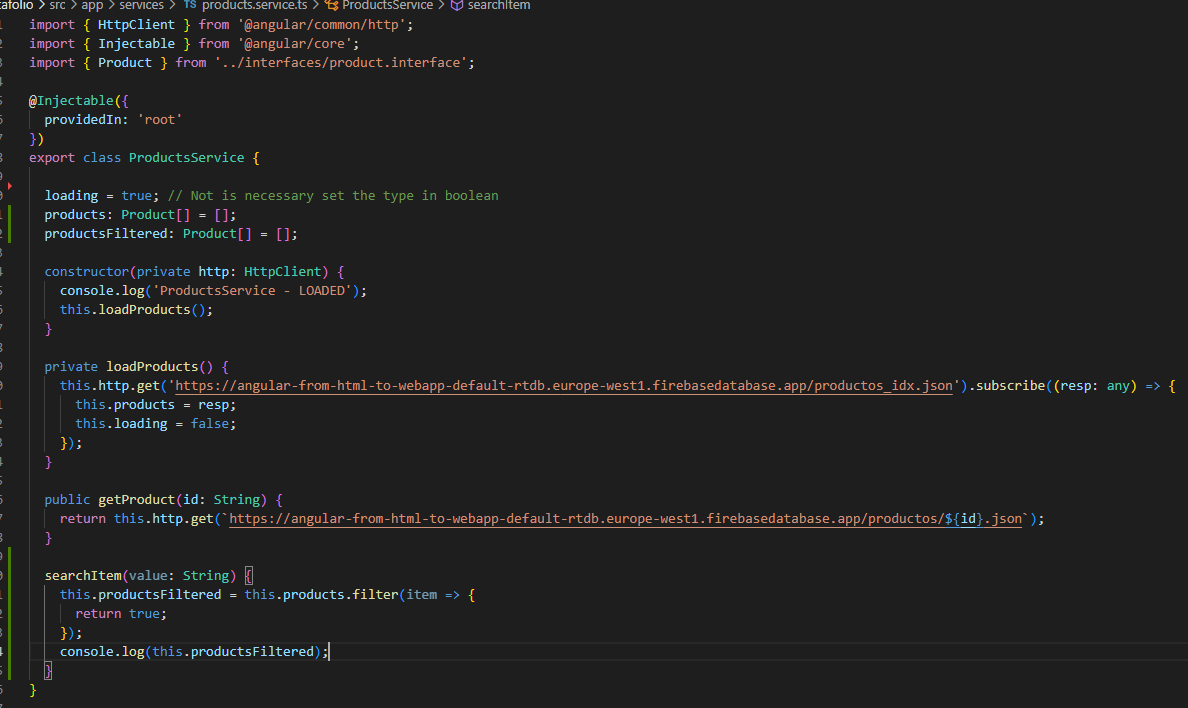 tafolio > src > app > services > TS products.service.ts > ProductsService > searchItem
import { HttpClient } from '@angular/common/http';
import { Injectable } from '@angular/core';
import { Product } from '../interfaces/product.interface';
@Injectable({
providedIn: 'root'
})
export class ProductsService {
loading = true; // Not is necessary set the type in boolean
products: Product[] = [];
productsFiltered: Product[] = [];
constructor(private http: HttpClient) {
console.log('ProductsService - LOADED');
this.loadProducts();
}
private loadProducts() {
this.http.get('https://angular-from-html-to-webapp-default-rtdb.europe-west1.firebasedatabase.app/productos_idx.json').subscribe((resp: any) => {
this.products = resp;
this.loading = false;
});
}
public getProduct(id: String) {
return this.http.get(`https://angular-from-html-to-webapp-default-rtdb.europe-west1.firebasedatabase.app/productos/${id}.json`);
}
searchItem(value: String) {
this.productsFiltered = this.products.filter(item => {
return true;
});
console.log(this.productsFiltered);
}
}